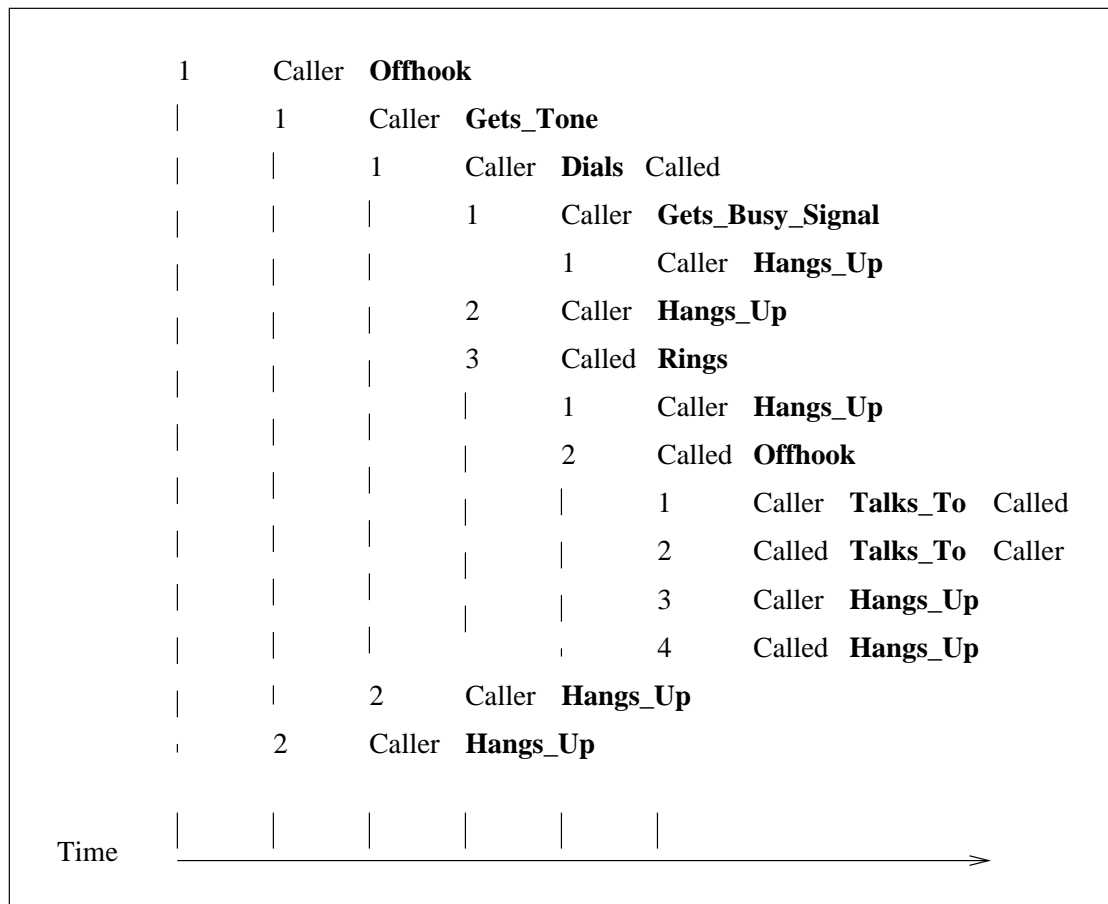 1 Caller Offhook
1 Caller Gets_Tone
1 Caller Dials Called
1 Caller Gets_Busy_Signal
1 Caller Hangs_Up
2 Caller Hangs_Up
3 Called Rings
1 Caller Hangs_Up
2 Called Offhook
1 Caller Talks_To Called
2 Called Talks_To Caller
3 Caller Hangs_Up
4 Called Hangs_Up
2 Caller Hangs_Up
2 Caller Hangs_Up
Time